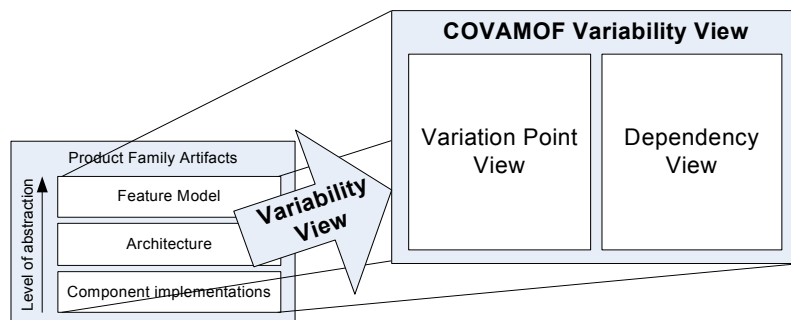 COVAMOF Variability View
Variation Point
View
Dependency
View
Product Family Artifacts
Level of abstraction
Feature Model
Architecture
Component implementations
Variability
View